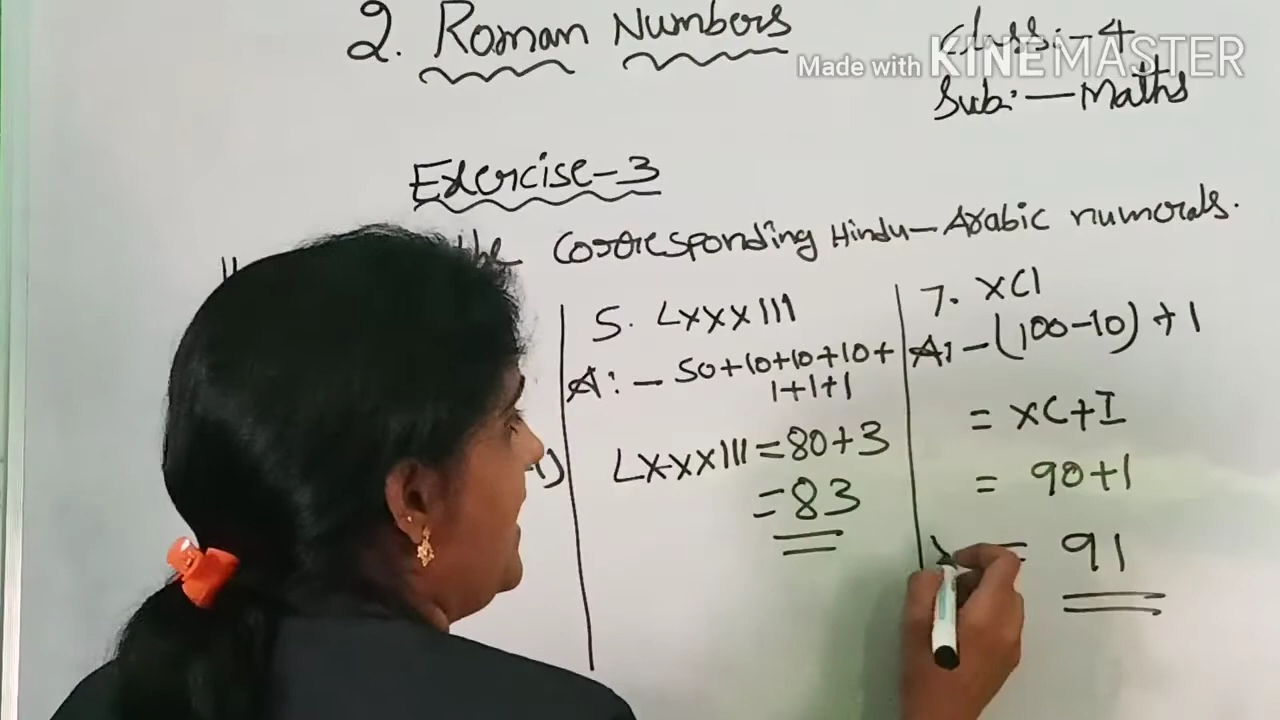 2. Roman Numbers
Class:-4
Made with KINEMASTER
Sub:-Maths
Exercise-3
the Corresponding Hindu-Arabic numerals.
5. LXXXIII
A:- 50+10+10+10+
1+1+1
LXXXIII=80+3
=83
7. XCI
A:-(100-10)+1
= XC+I
= 90+1
= 91